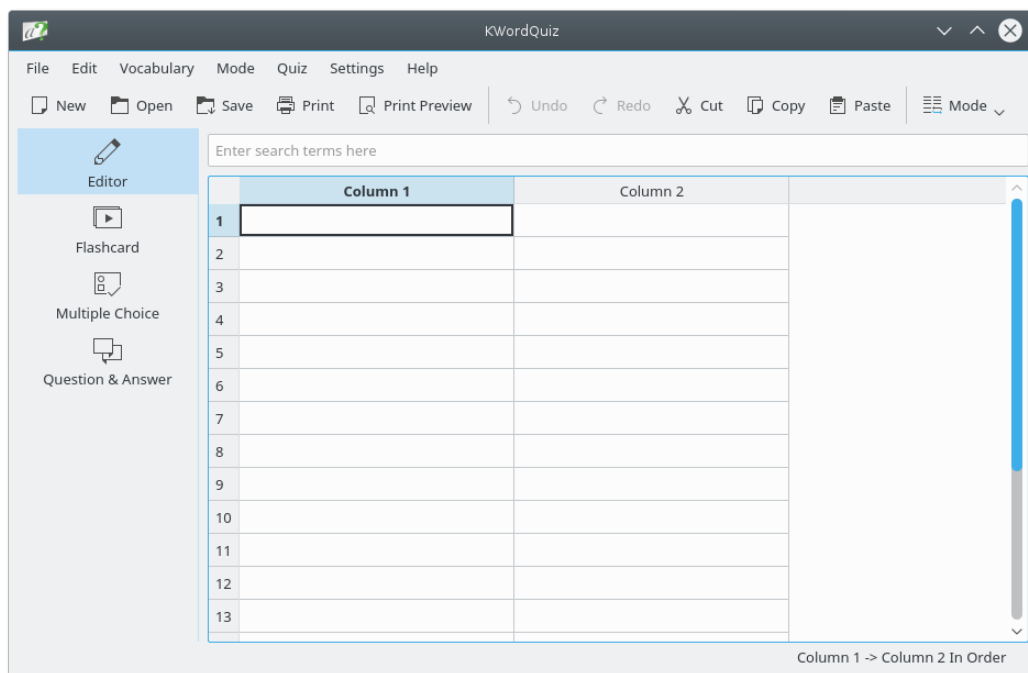 KWordQuiz
File Edit Vocabulary Mode Quiz Settings Help
New Open Save Print Print Preview Undo Redo Cut Copy Paste Mode
Editor
Flashcard
Multiple Choice
Question & Answer
Enter search terms here
Column 1 Column 2
1
2
3
4
5
6
7
8
9
10
11
12
13
Column 1 -> Column 2 In Order